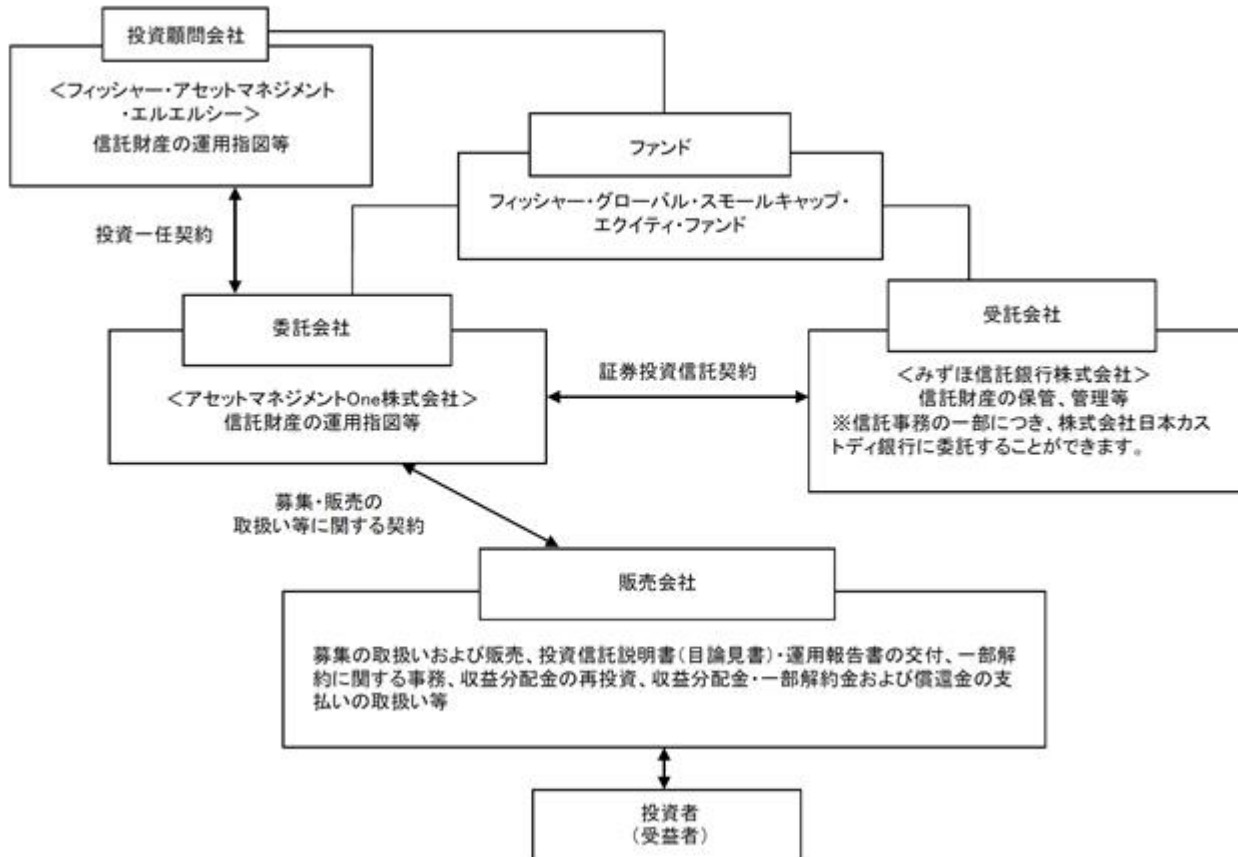 投資顧問会社
＜フィッシャー・アセットマネジメント
・エルエルシー＞
信託財産の運用指図等
ファンド
フィッシャー・グローバル・スモールキャップ・
エクイティ・ファンド
投資一任契約
委託会社
＜アセットマネジメントOne株式会社＞
信託財産の運用指図等
証券投資信託契約
受託会社
＜みずほ信託銀行株式会社＞
信託財産の保管、管理等
※信託事務の一部につき、株式会社日本カス
トディ銀行に委託することができます。
募集・販売の
取扱い等に関する契約
販売会社
募集の取扱いおよび販売、投資信託説明書（目論見書）・運用報告書の交付、一部解
約に関する事務、収益分配金の再投資、収益分配金・一部解約金および償還金の支
払いの取扱い等
投資者
（受益者）